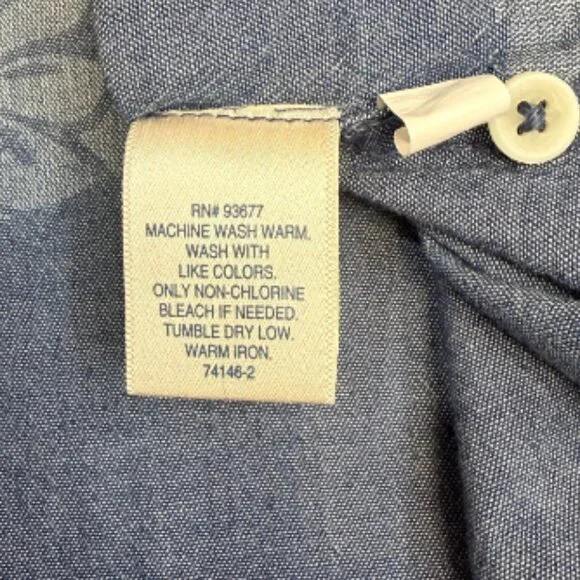 RN# 93677
MACHINE WASH WARM.
WASH WITH
LIKE COLORS.
ONLY NON-CHLORINE
BLEACH IF NEEDED.
TUMBLE DRY LOW.
WARM IRON.
74146-2